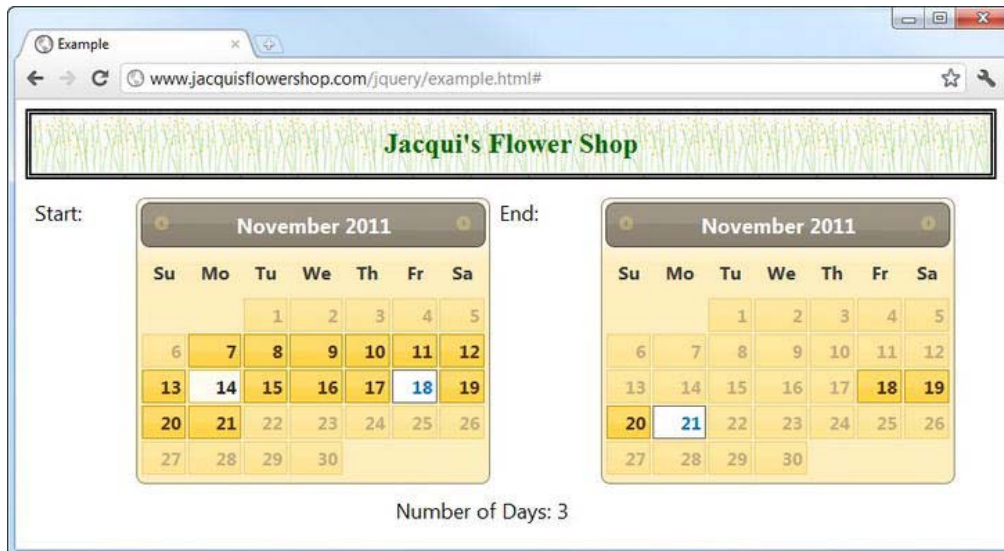 Example
www.jacquisflowershop.com/jquery/example.html#
Jacqui's Flower Shop
Start:
November 2011
Su Mo Tu We Th Fr Sa
1 2 3 4 5
6 7 8 9 10 11 12
13 14 15 16 17 18 19
20 21 22 23 24 25 26
27 28 29 30
End:
November 2011
Su Mo Tu We Th Fr Sa
1 2 3 4 5
6 7 8 9 10 11 12
13 14 15 16 17 18 19
20 21 22 23 24 25 26
27 28 29 30
Number of Days: 3